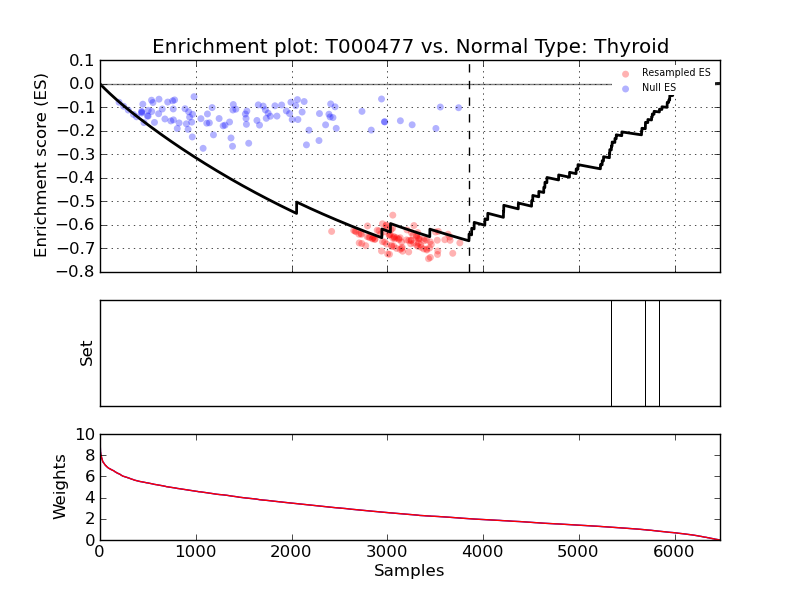 Enrichment plot: T000477 vs. Normal Type: Thyroid
Enrichment score (ES)
0.1
0.0
−0.1
−0.2
−0.3
−0.4
−0.5
−0.6
−0.7
−0.8
Resampled ES
Null ES
Set
Weights
10
8
6
4
2
0
0 1000 2000 3000 4000 5000 6000
Samples